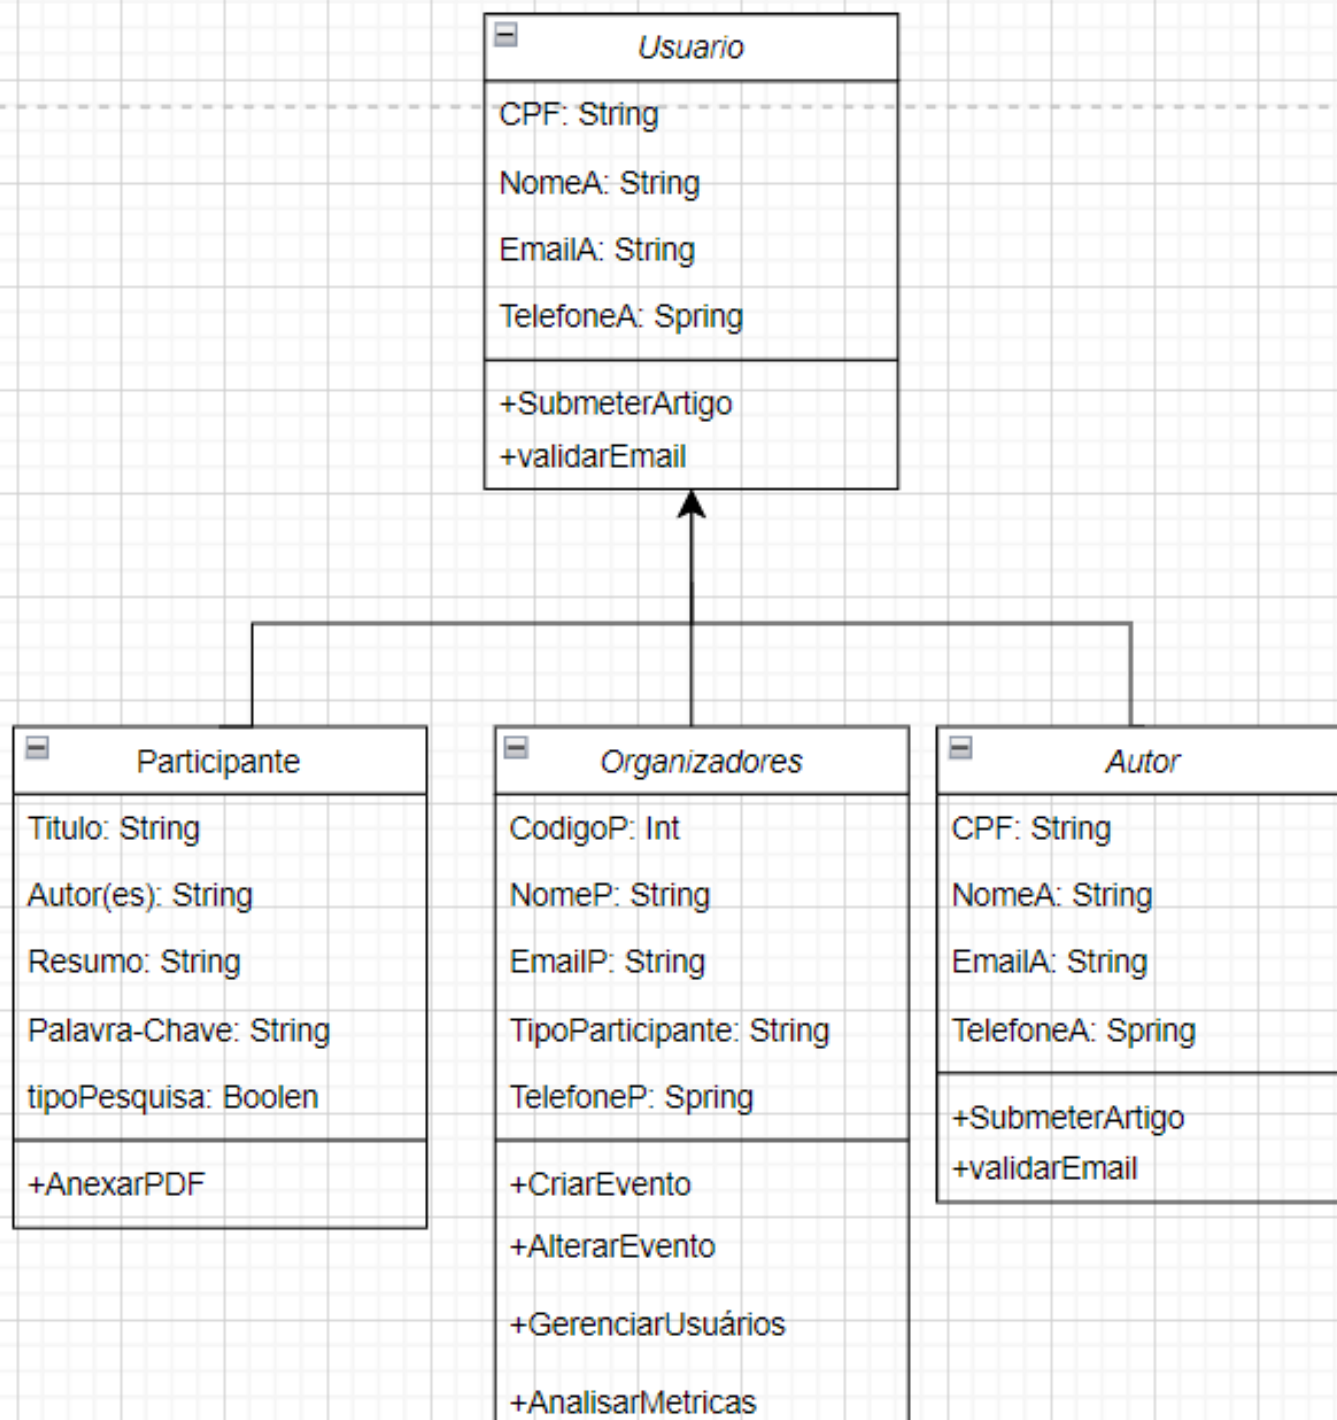 Usuario
CPF: String
NomeA: String
EmailA: String
TelefoneA: Spring
+SubmeterArtigo
+validarEmail
Participante
Titulo: String
Autor(es): String
Resumo: String
Palavra-Chave: String
tipoPesquisa: Boolen
+AnexarPDF
Organizadores
CodigoP: Int
NomeP: String
EmailP: String
TipoParticipante: String
TelefoneP: Spring
+CriarEvento
+AlterarEvento
+GerenciarUsuários
+AnalisarMetricas
Autor
CPF: String
NomeA: String
EmailA: String
TelefoneA: Spring
+SubmeterArtigo
+validarEmail